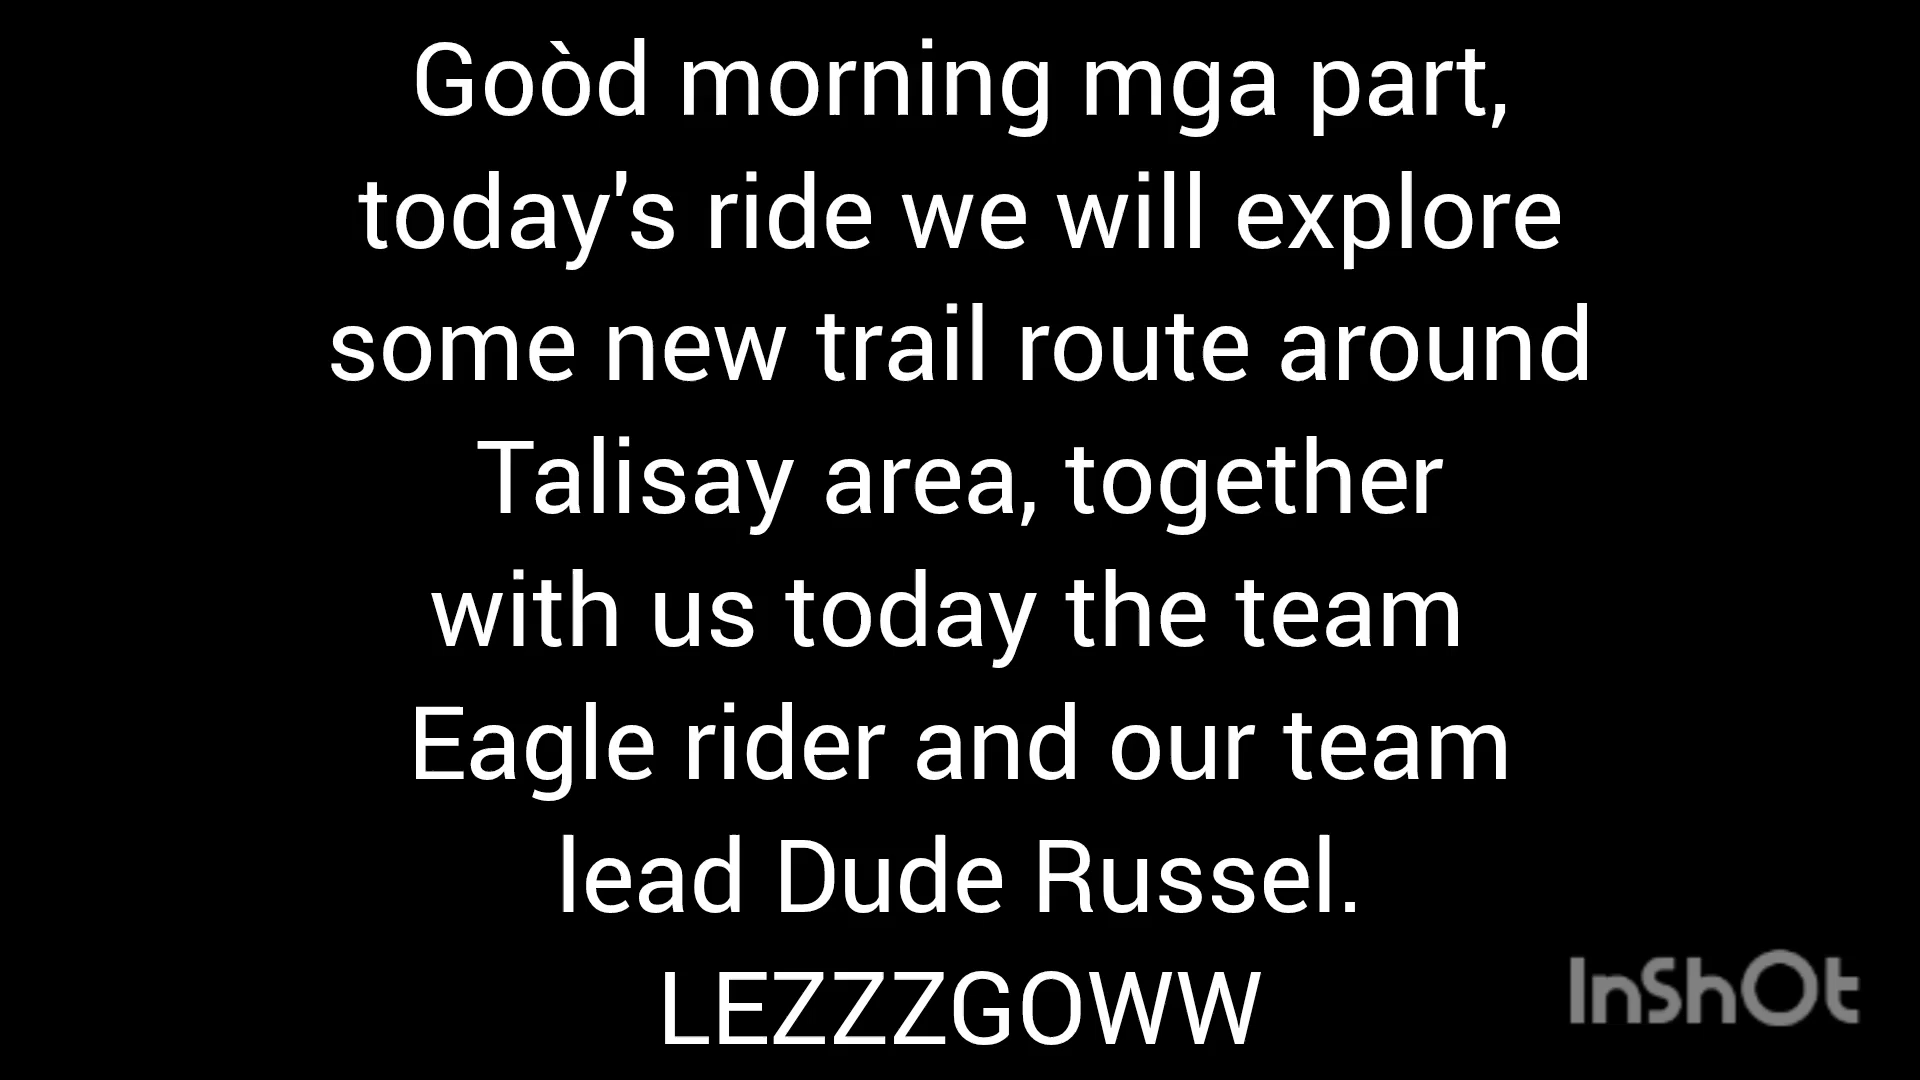 Goòd morning mga part,
today's ride we will explore
some new trail route around
Talisay area, together
with us today the team
Eagle rider and our team
lead Dude Russel.
LEZZZGOWW
InShOt